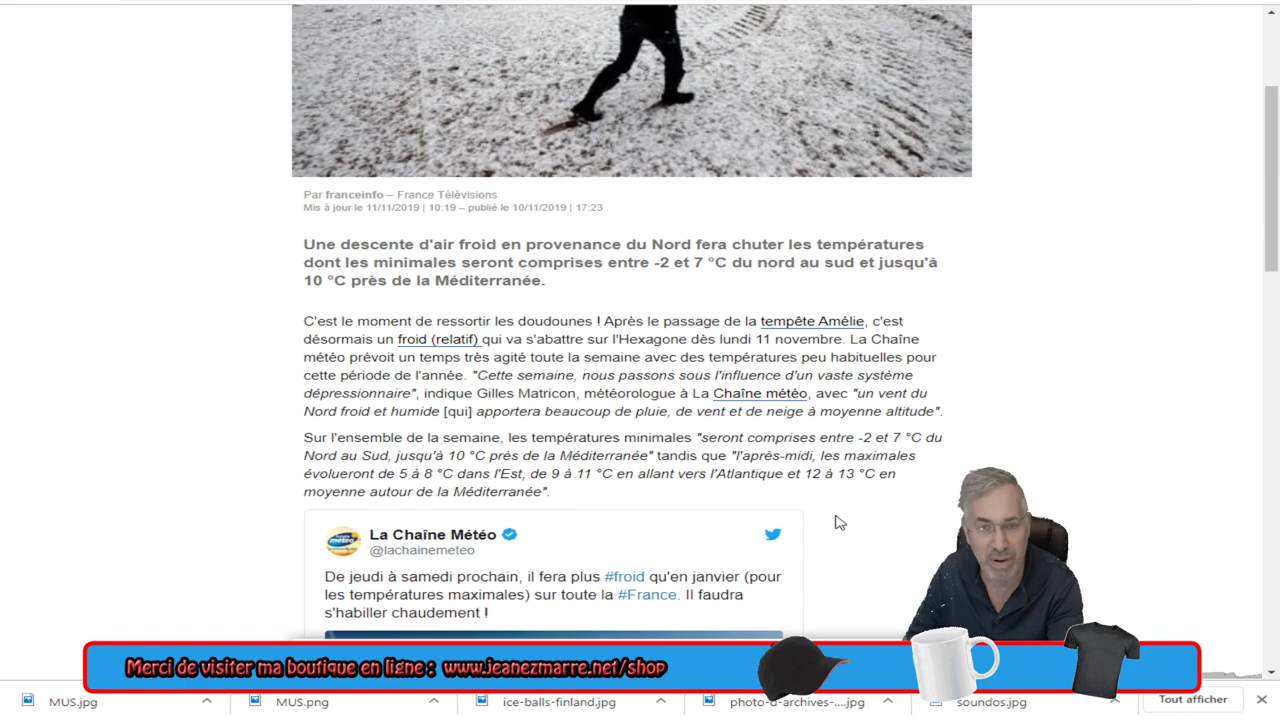 Par franceinfo – France Télévisions
Mis à jour le 11/11/2019 | 10:19 – publié le 10/11/2019 | 17:23
Une descente d'air froid en provenance du Nord fera chuter les températures
dont les minimales seront comprises entre -2 et 7 °C du nord au sud et jusqu'à
10 °C près de la Méditerranée.
C'est le moment de ressortir les doudounes ! Après le passage de la tempête Amélie, c'est
désormais un froid (relatif) qui va s'abattre sur l'Hexagone dès lundi 11 novembre. La Chaîne
météo prévoit un temps très agité toute la semaine avec des températures peu habituelles pour
cette période de l'année. "Cette semaine, nous passons sous l'influence d'un vaste système
dépressionnaire", indique Gilles Matricon, météorologue à La Chaîne météo, avec "un vent du
Nord froid et humide [qui] apportera beaucoup de pluie, de vent et de neige à moyenne altitude".
Sur l'ensemble de la semaine, les températures minimales "seront comprises entre -2 et 7 °C du
Nord au Sud, jusqu'à 10 °C près de la Méditerranée" tandis que "l'après-midi, les maximales
évolueront de 5 à 8 °C dans l'Est, de 9 à 11 °C en allant vers l'Atlantique et 12 à 13 °C en
moyenne autour de la Méditerranée".
La Chaîne Météo
@lachainemeteo
De jeudi à samedi prochain, il fera plus #froid qu'en janvier (pour
les températures maximales) sur toute la #France. Il faudra
s'habiller chaudement !
Merci de visiter ma boutique en ligne : www.jeanezmarre.net/shop
MUS.jpg
MUS.png
ice-balls-finland.jpg
photo-d-archives-....jpg
soundos.jpg
Tout afficher